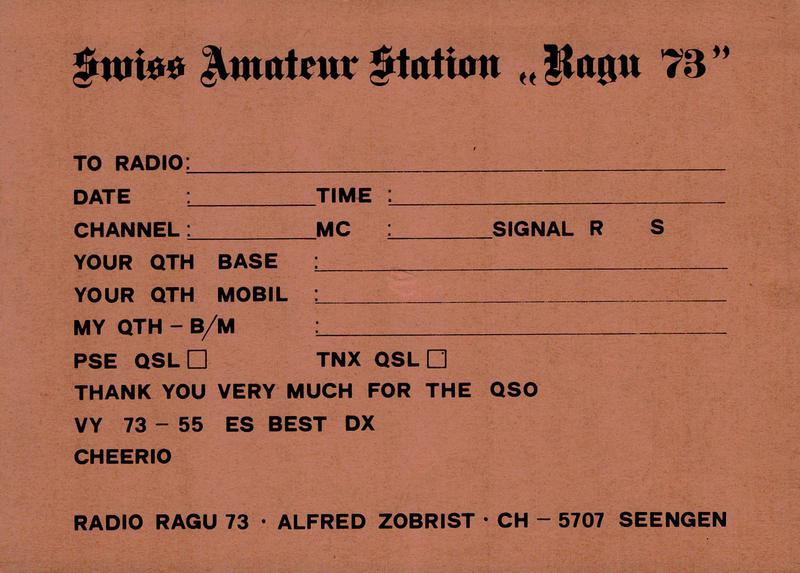 Swiss Amateur Station „Ragu 73”
TO RADIO:
DATE : TIME :
CHANNEL : MC : SIGNAL R S
YOUR QTH BASE :
YOUR QTH MOBIL :
MY QTH – B/M :
PSE QSL □ TNX QSL □
THANK YOU VERY MUCH FOR THE QSO
VY 73 – 55 ES BEST DX
CHEERIO
RADIO RAGU 73 · ALFRED ZOBRIST · CH – 5707 SEENGEN